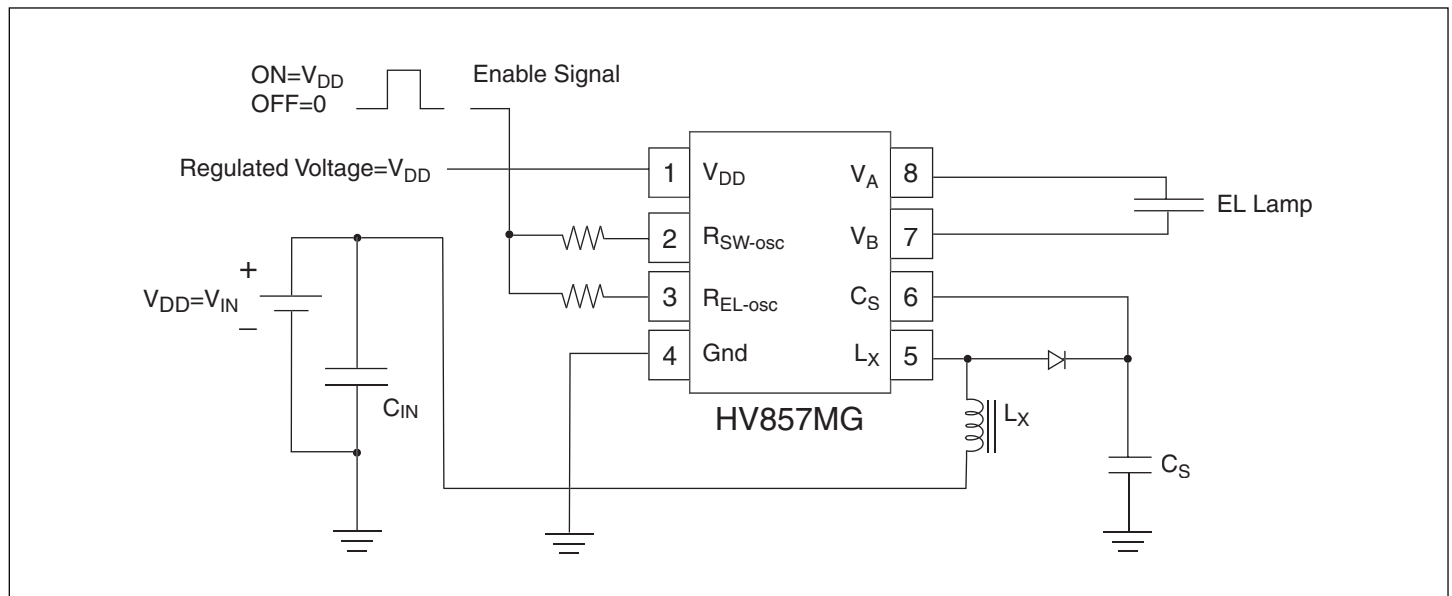 ON=VDD
OFF=0
Enable Signal
Regulated Voltage=VDD
1 VDD
VA 8
2 RSW-osc
VB 7
3 REL-osc
CS 6
4 Gnd
LX 5
HV857MG
EL Lamp
+
VDD=VIN
–
CIN
LX
CS